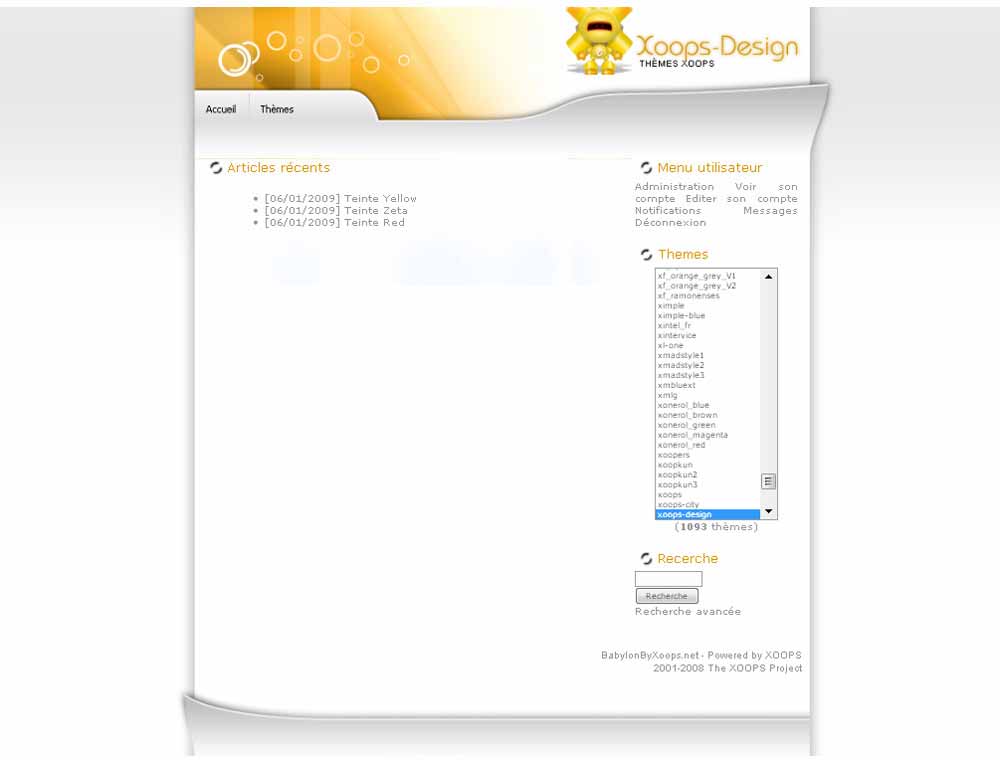 Xoops-Design
THÈMES XOOPS
Accueil
Thèmes
Articles récents
[06/01/2009] Teinte Yellow
[06/01/2009] Teinte Zeta
[06/01/2009] Teinte Red
Menu utilisateur
Administration Voir son
compte Editer son compte
Notifications Messages
Déconnexion
Themes
xf_orange_grey_V1
xf_orange_grey_V2
xf_ramonenses
ximple
ximple-blue
xintel_fr
xintervice
xl-one
xmadstyle1
xmadstyle2
xmadstyle3
xmbluext
xmlg
xonerol_blue
xonerol_brown
xonerol_green
xonerol_magenta
xonerol_red
xoopers
xoopkun
xoopkun2
xoopkun3
xoops
xoops-city
xoops-design
(1093 thèmes)
Recerche
Recherche
Recherche avancée
BabylonByXoops.net - Powered by XOOPS
2001-2008 The XOOPS Project